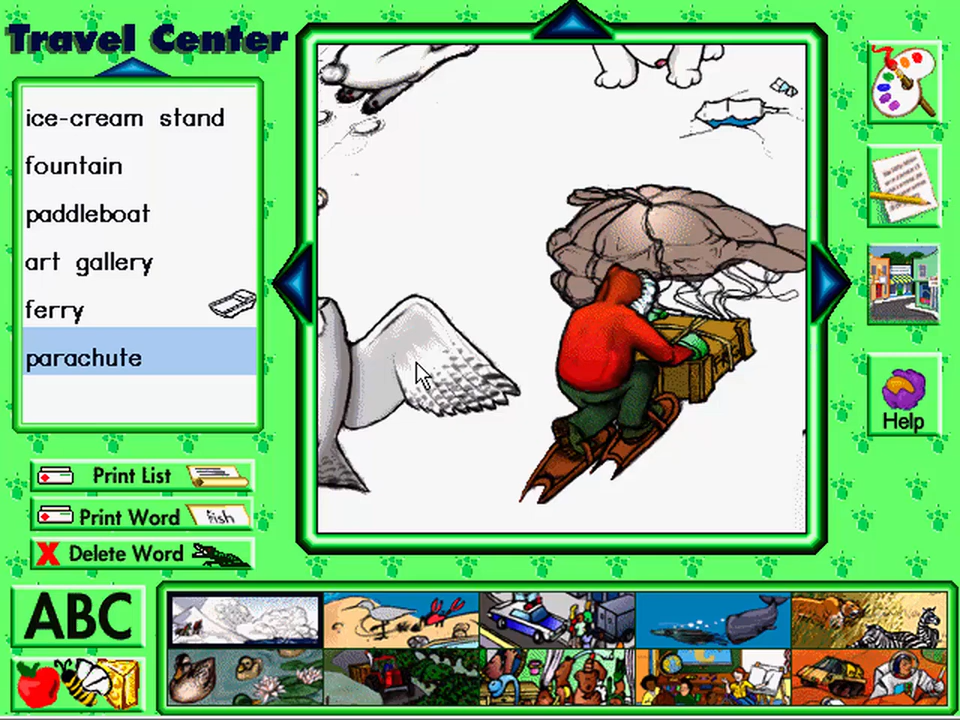 Travel Center
ice-cream stand
fountain
paddleboat
art gallery
ferry
parachute
Print List
Print Word
fish
Delete Word
ABC
Help